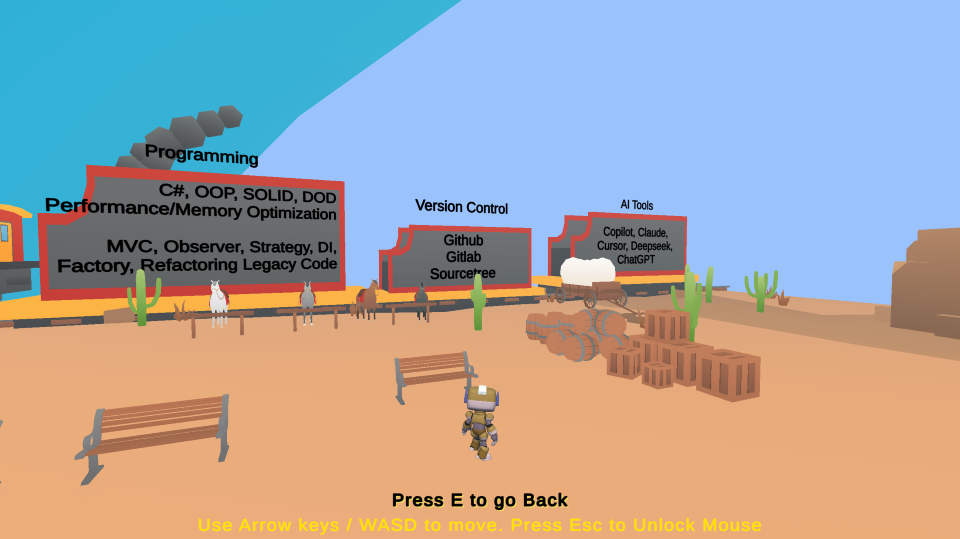 Programming
C#, OOP, SOLID, DOD
Performance/Memory Optimization
MVC, Observer, Strategy, DI,
Factory, Refactoring Legacy Code
Version Control
Github
Gitlab
Sourcetree
AI Tools
Copilot, Claude,
Cursor, Deepseek,
ChatGPT
Press E to go Back
Use Arrow keys / WASD to move. Press Esc to Unlock Mouse